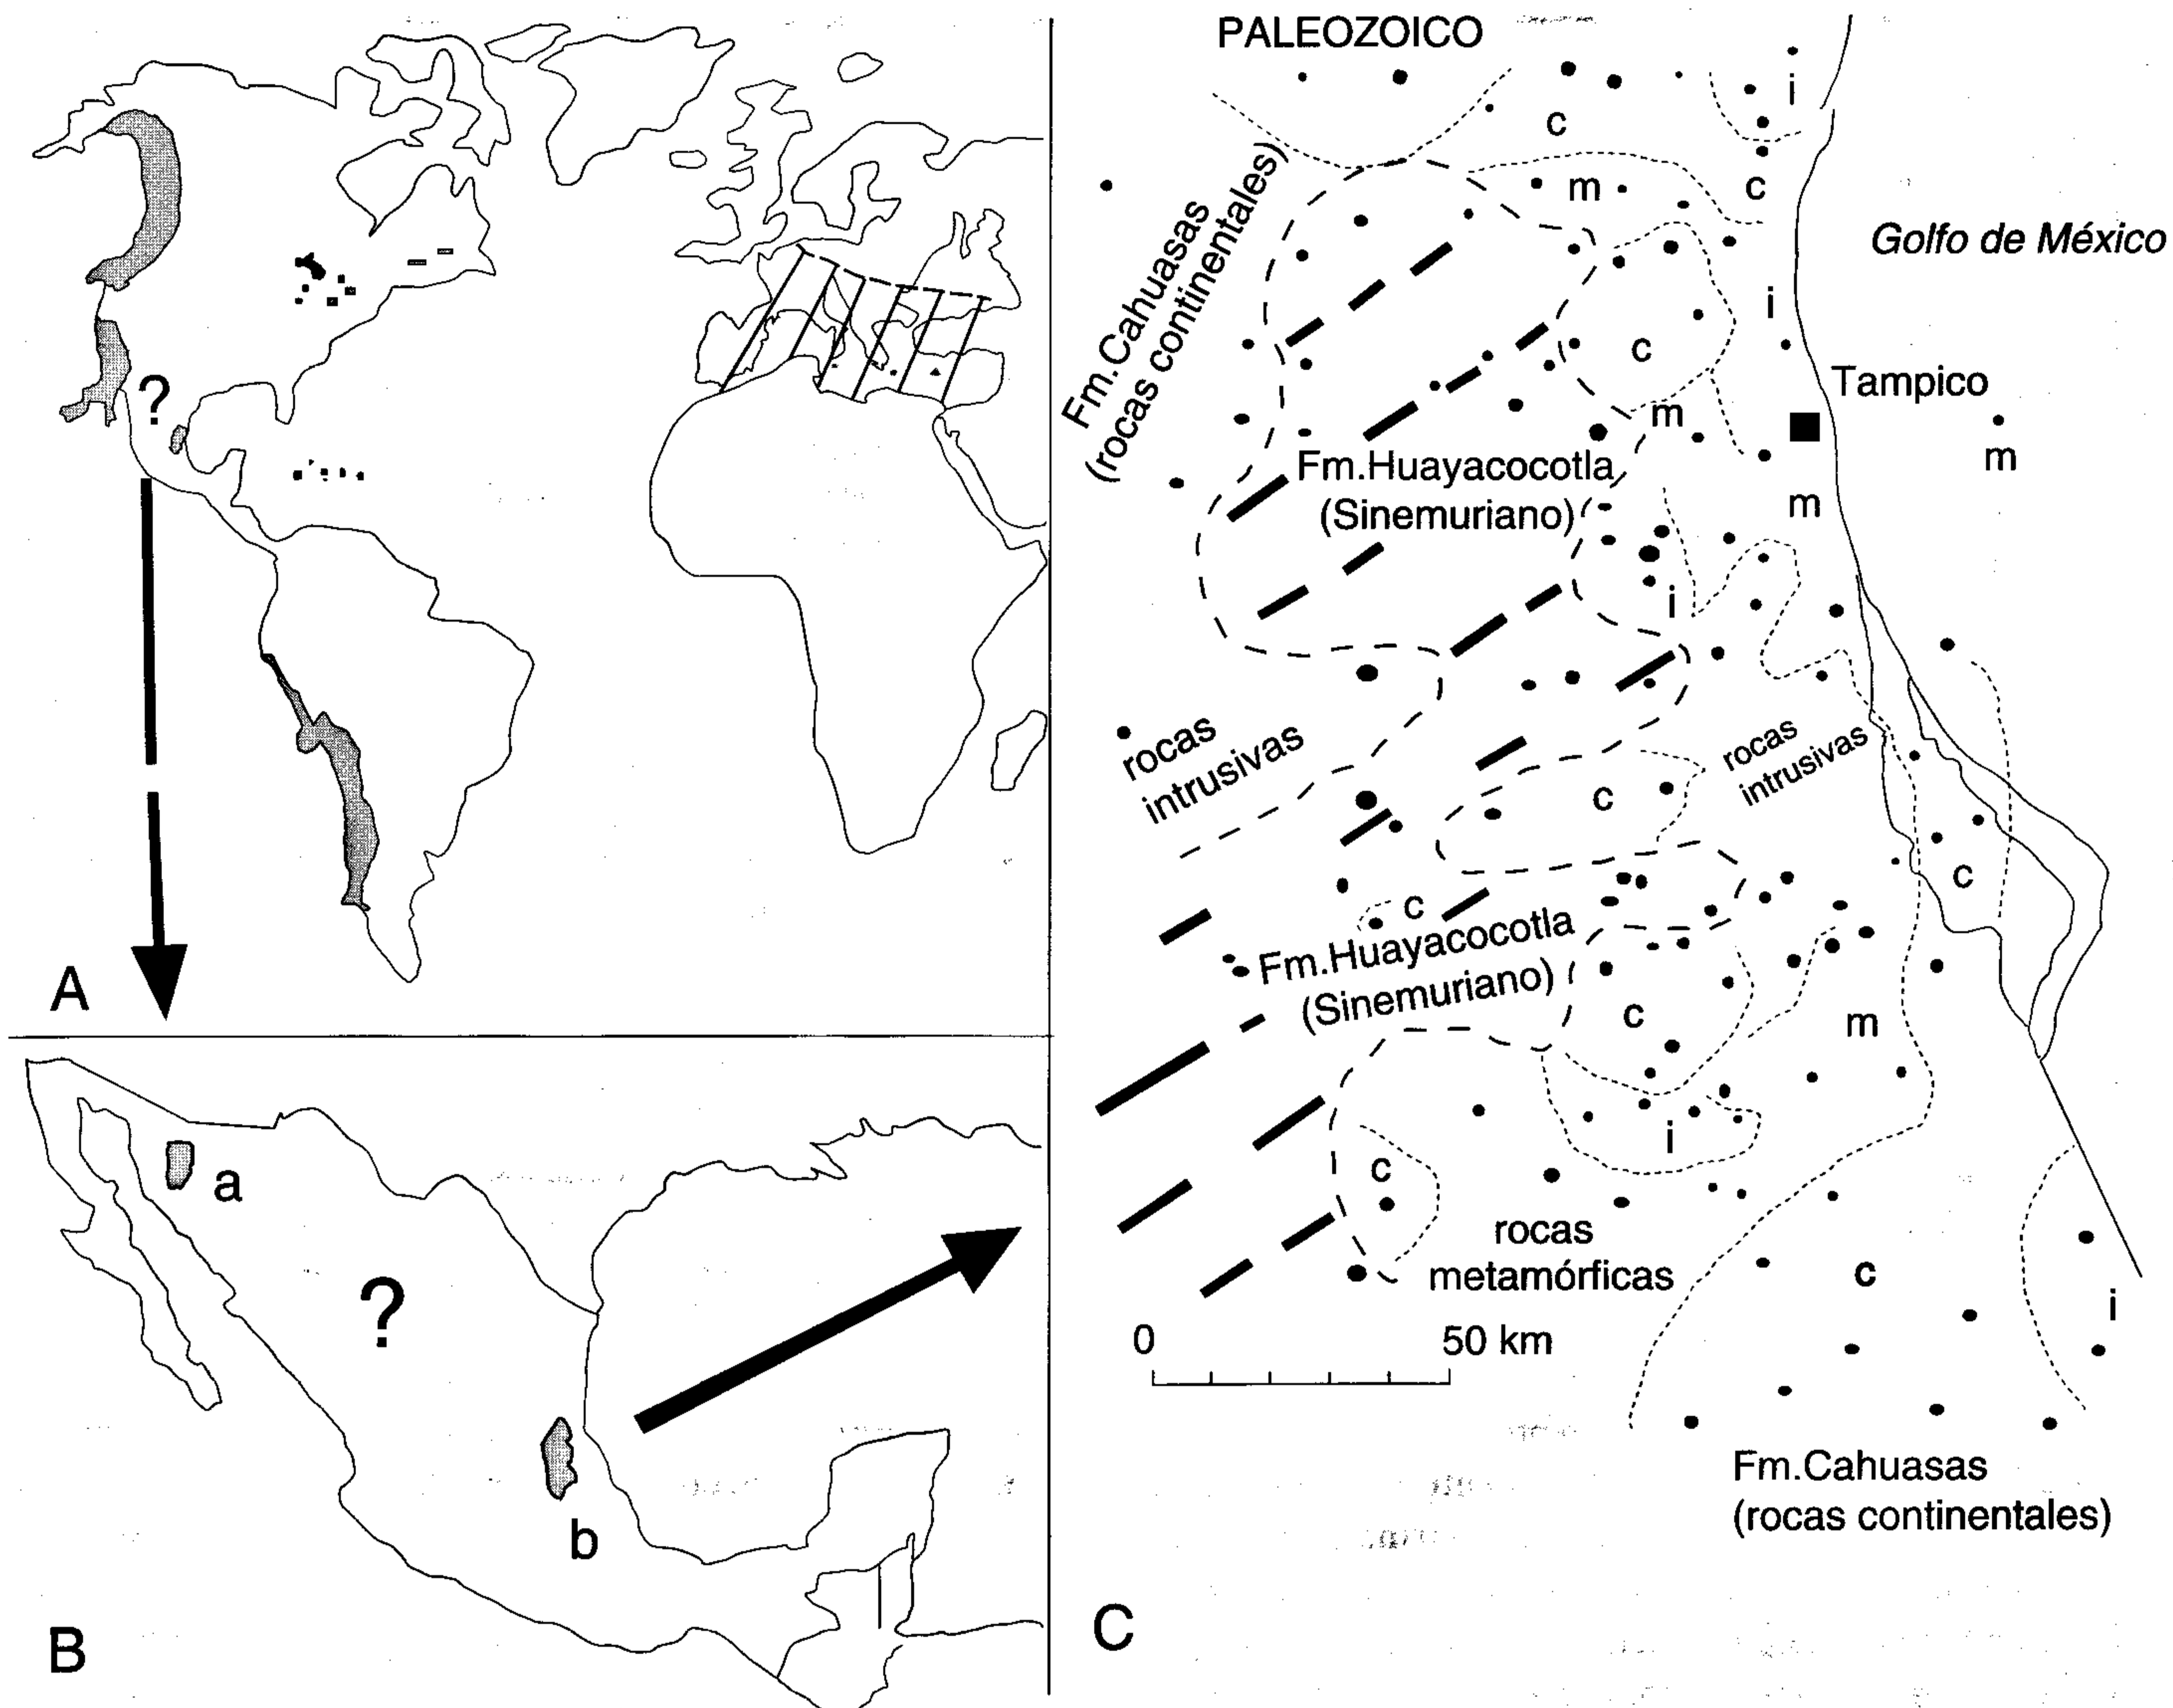 ?
A
a
?
b
B
PALEOZOICO
i
c
m
c
Fm.Cahuasas
(rocas continentales)
Golfo de México
i
c
Tampico
m
m
Fm.Huayacocotla
(Sinemuriano)
m
i
rocas
intrusivas
rocas
intrusivas
c
c
c
Fm.Huayacocotla
(Sinemuriano)
c
m
i
c
rocas
metamórficas
c
i
0 50 km
Fm.Cahuasas
(rocas continentales)
C